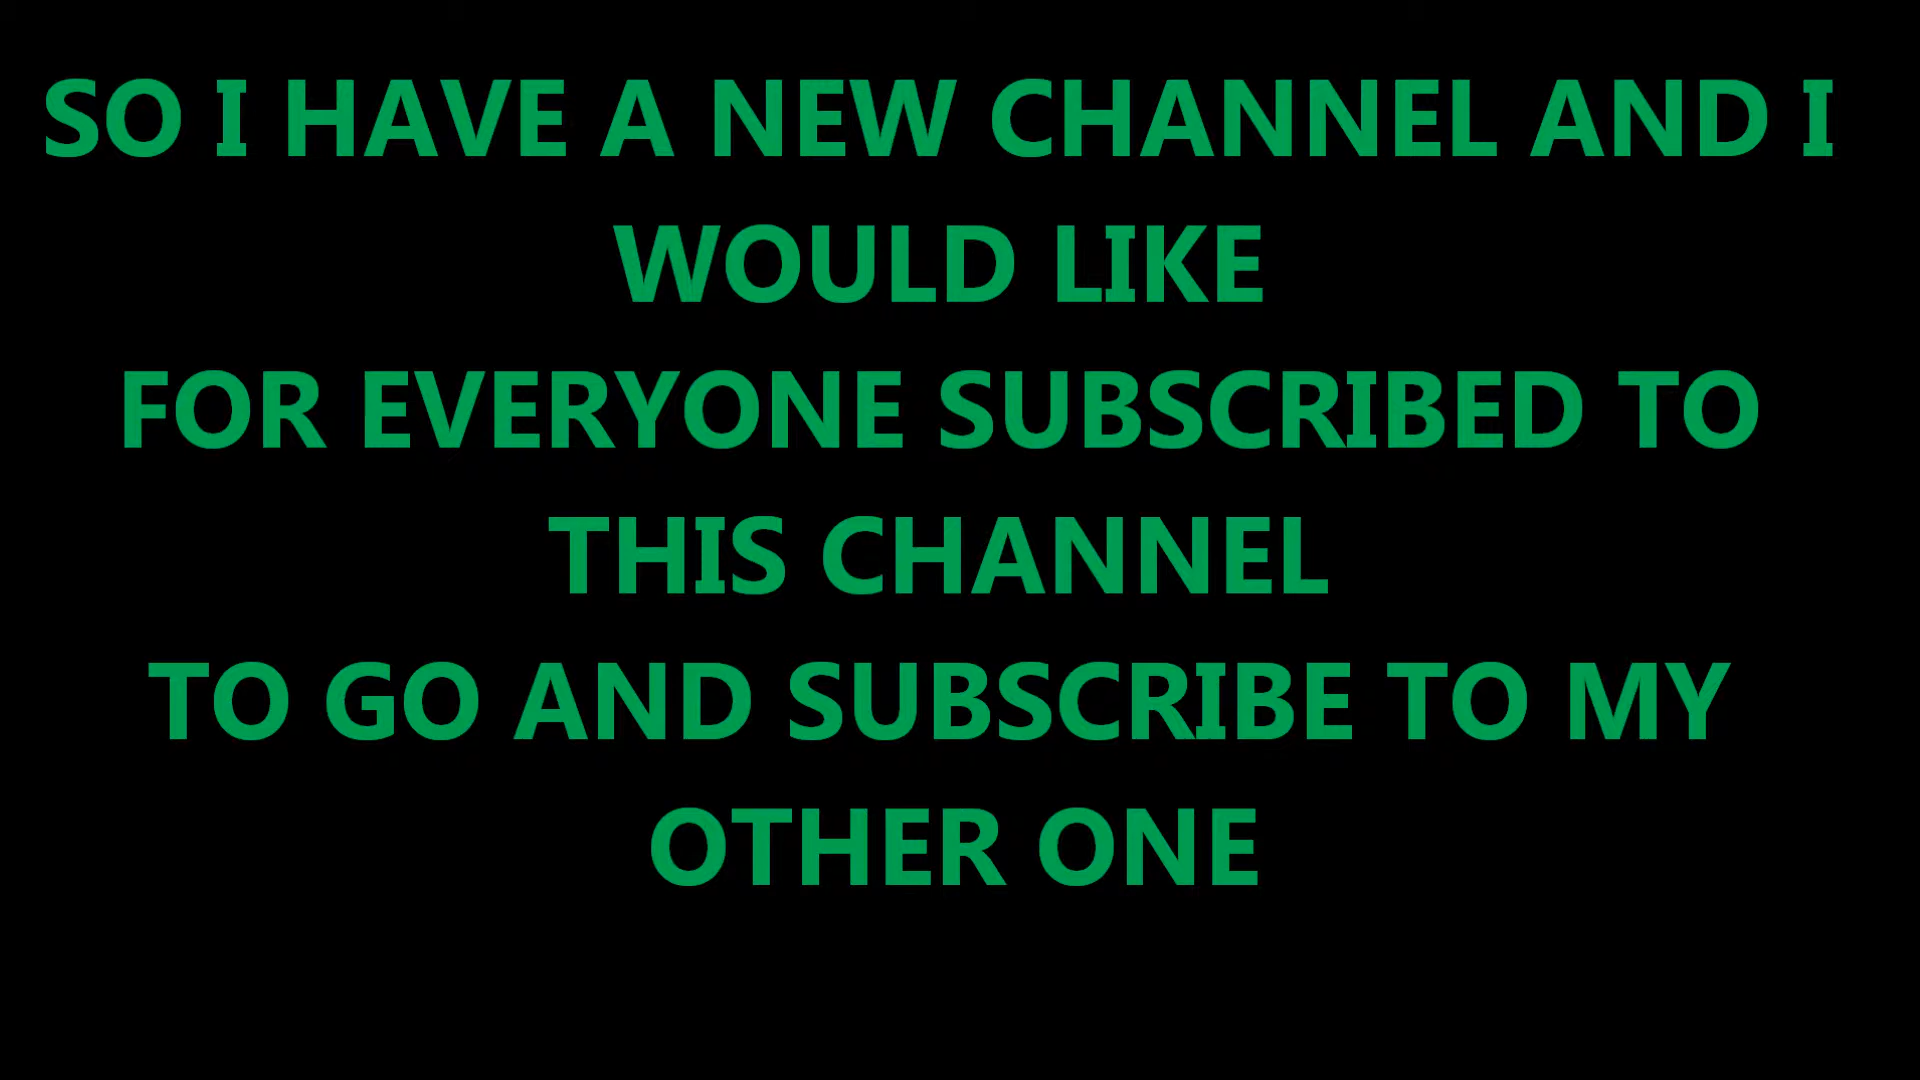 SO I HAVE A NEW CHANNEL AND I
WOULD LIKE
FOR EVERYONE SUBSCRIBED TO
THIS CHANNEL
TO GO AND SUBSCRIBE TO MY
OTHER ONE